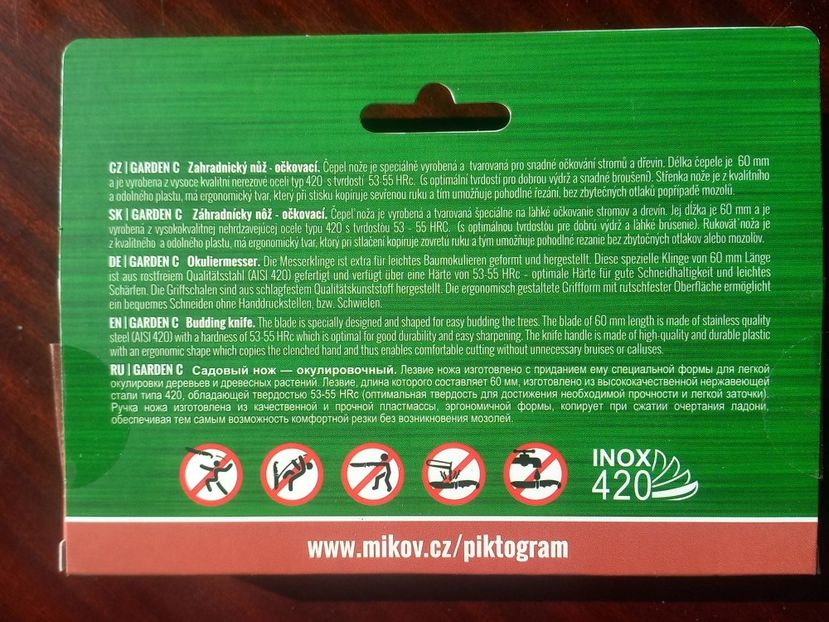 CZ | GARDEN C Zahradnický nůž - očkovací. Čepel nože je speciálně vyrobená a tvarovaná pro snadné očkování stromů a dřevin. Délka čepele je 60 mm
a je vyrobena z vysoce kvalitní nerezové oceli typ 420 s tvrdostí 53-55 HRc. (s optimální tvrdostí pro dobrou výdrž a snadné broušení). Střenka nože je z kvalitního
a odolného plastu, má ergonomický tvar, který při stisku kopíruje sevřenou ruku a tím umožňuje pohodlné řezání, bez zbytečných otlaků popřípadě mozolů.
SK | GARDEN C Záhradnícky nôž - očkovací. Čepeľ noža je vyrobená a tvarovaná špeciálne na ľahké očkovanie stromov a drevín. Jej dĺžka je 60 mm a je
vyrobená z vysokokvalitnej nehrdzavejúcej ocele typu 420 s tvrdosťou 53 - 55 HRC. (s optimálnou tvrdosťou pre dobrú výdrž a ľahké brúsenie). Rukoväť noža je
z kvalitného a odolného plastu, má ergonomický tvar, ktorý pri stlačení kopíruje zovretú ruku a tým umožňuje pohodlné rezanie bez zbytočných otlakov alebo mozoľov.
DE | GARDEN C Okuliermesser. Die Messerklinge ist extra für leichtes Baumokulieren geformt und hergestellt. Diese spezielle Klinge von 60 mm Länge
ist aus rostfreiem Qualitätsstahl (AISI 420) gefertigt und verfügt über eine Härte von 53-55 HRc - optimale Härte für gute Schneidhaltigkeit und leichtes
Schärfen. Die Griffschalen sind aus schlagfestem Qualitätskunststoff hergestellt. Die ergonomisch gestaltete Griffform mit rutschfester Oberfläche ermöglicht
ein bequemes Schneiden ohne Handdruckstellen, bzw. Schwielen.
EN | GARDEN C Budding knife. The blade is specially designed and shaped for easy budding the trees. The blade of 60 mm length is made of stainless quality
steel (AISI 420) with a hardness of 53-55 HRc which is optimal for good durability and easy sharpening. The knife handle is made of high-quality and durable plastic
with an ergonomic shape which copies the clenched hand and thus enables comfortable cutting without unnecessary bruises or calluses.
RU | GARDEN C Садовый нож — окулировочный. Лезвие ножа изготовлено с приданием ему специальной формы для легкой
окулировки деревьев и древесных растений. Лезвие, длина которого составляет 60 мм, изготовлено из высококачественной нержавеющей
стали типа 420, обладающей твердостью 53-55 HRc (оптимальная твердость для достижения необходимой прочности и легкой заточки).
Ручка ножа изготовлена из качественной и прочной пластмассы, эргономичной формы, копирует при сжатии очертания ладони,
обеспечивая тем самым возможность комфортной резки без возникновения мозолей.
INOX
420
www.mikov.cz/piktogram